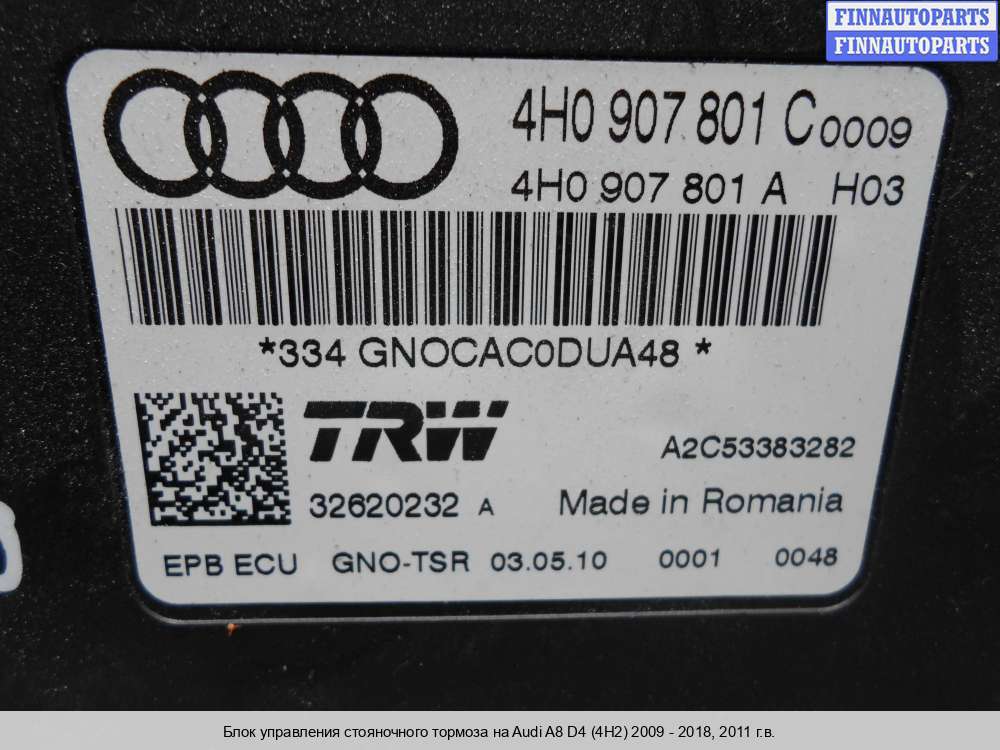 FINNAUTOPARTS
FINNAUTOPARTS
4H0 907 801 C 0009
4H0 907 801 A H03
*334 GNOCAC0DUA48 *
TRW
A2C53383282
32620232 A Made in Romania
EPB ECU GNO-TSR 03.05.10 0001 0048
Блок управления стояночного тормоза на Audi A8 D4 (4H2) 2009 - 2018, 2011 г.в.